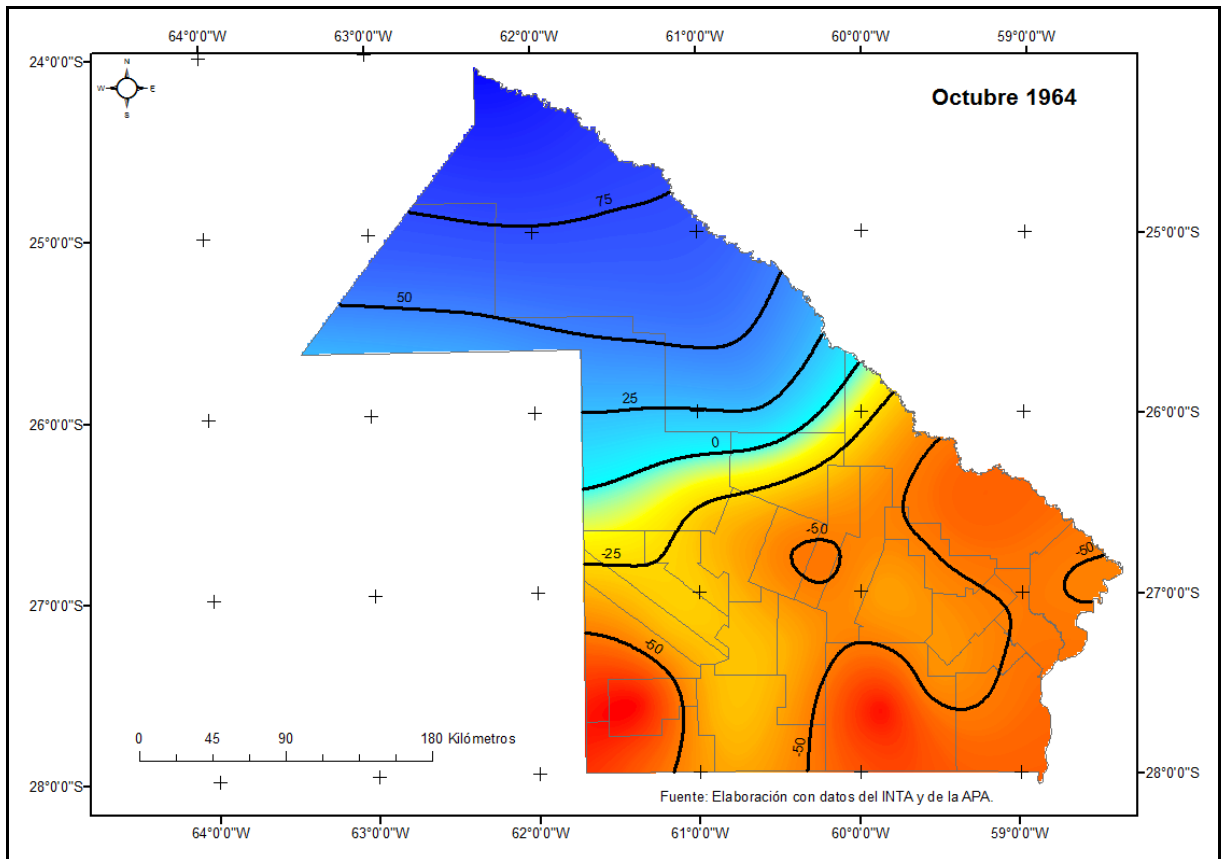 64°0'0"W 63°0'0"W 62°0'0"W 61°0'0"W 60°0'0"W 59°0'0"W
24°0'0"S
N
W E
S
Octubre 1964
75
25°0'0"S 25°0'0"S
50
25
26°0'0"S 26°0'0"S
0
-50
-25 -50
27°0'0"S 27°0'0"S
-50
0 45 90 180 Kilómetros
-50
28°0'0"S 28°0'0"S
Fuente: Elaboración con datos del INTA y de la APA.
64°0'0"W 63°0'0"W 62°0'0"W 61°0'0"W 60°0'0"W 59°0'0"W